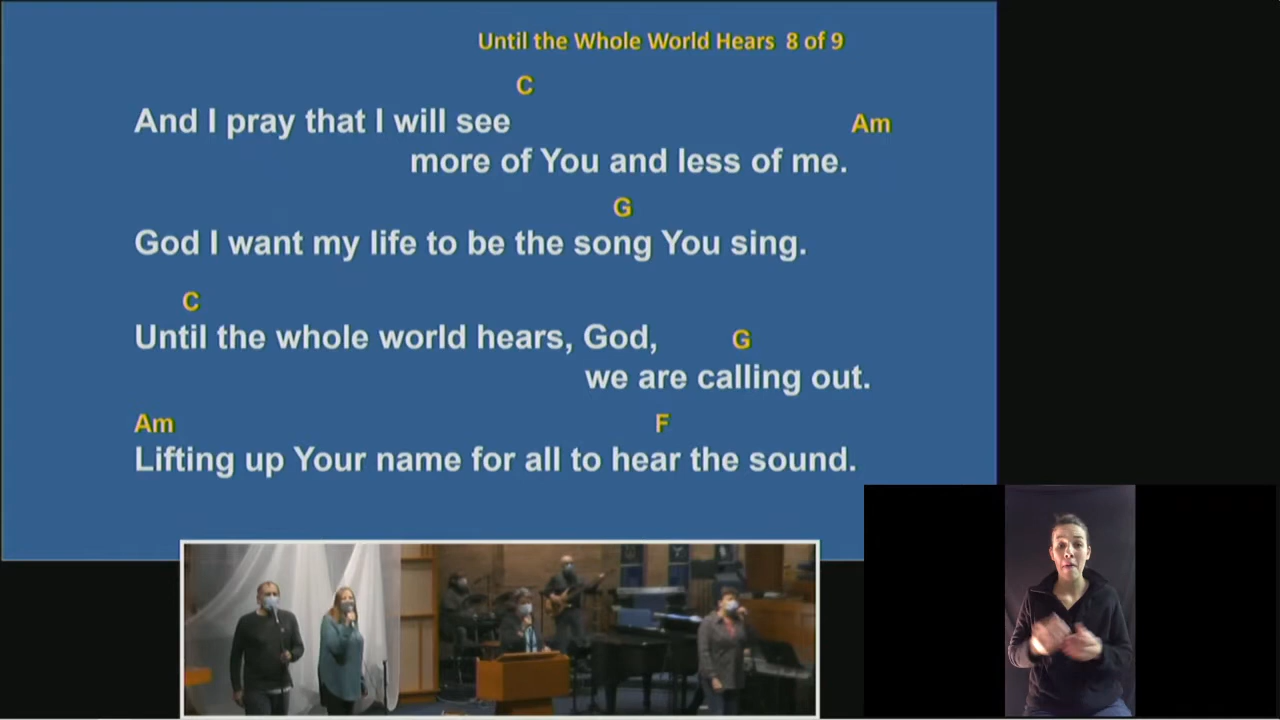 Until the Whole World Hears 8 of 9
C
And I pray that I will see
Am
more of You and less of me.
G
God I want my life to be the song You sing.
C
Until the whole world hears, God,
G
we are calling out.
Am F
Lifting up Your name for all to hear the sound.